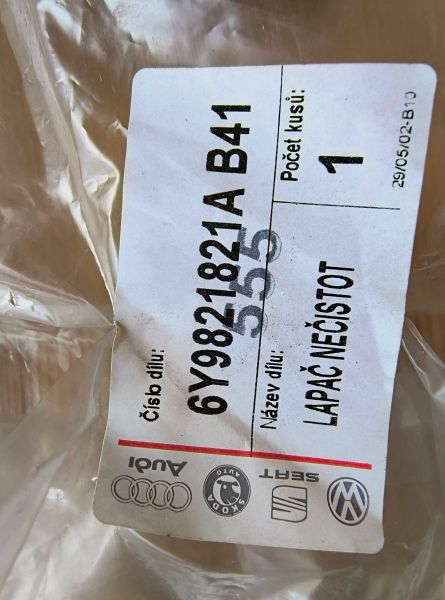 Číslo dílu:
6Y9821821A B41
555
Název dílu:
LAPAČ NEČISTOT
Počet kusů:
1
29/05/02-B10
Audi
ŠKODA
AUTO
SEAT